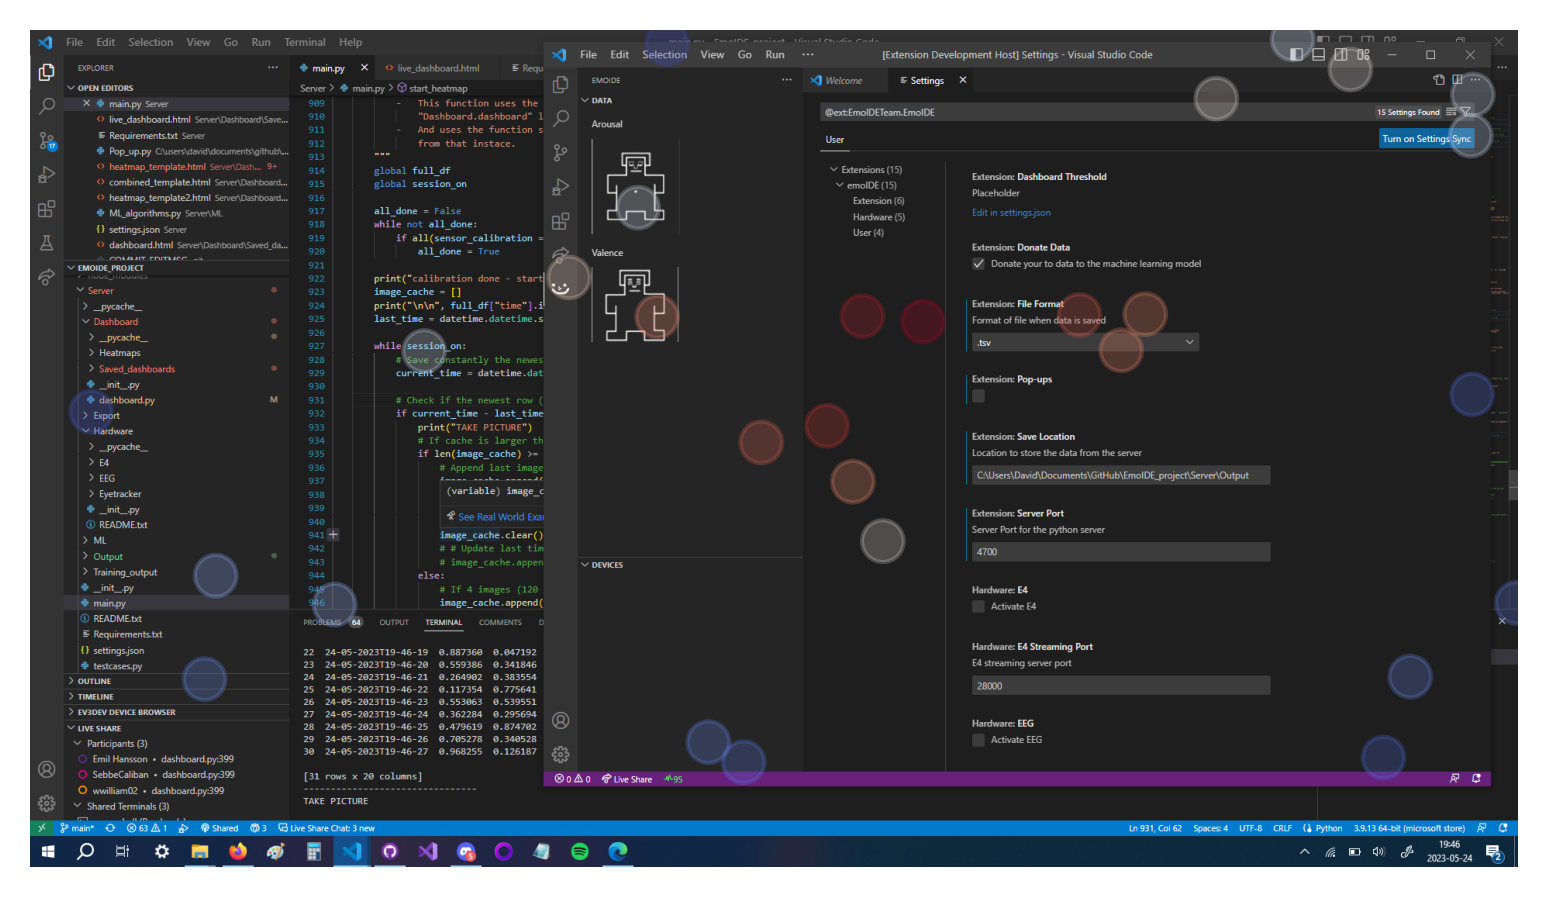 File Edit Selection View Go Run Terminal Help
EXPLORER
OPEN EDITORS
main.py Server
live_dashboard.html Server\Dashboard\Save...
Requirements.txt Server
Pop_up.py C:\users\david\documents\github\...
heatmap_template.html Server\Dash... 9+
combined_template.html Server\Dashboard...
heatmap_template2.html Server\Dashboard...
ML_algorithms.py Server\ML
settings.json Server
dashboard.html Server\Dashboard\Saved_da...
EMOIDE_PROJECT
Server
__pycache__
Dashboard
__pycache__
Heatmaps
Saved_dashboards
__init__.py
dashboard.py M
Export
Hardware
__pycache__
E4
EEG
Eyetracker
__init__.py
README.txt
ML
Output
Training_output
__init__.py
main.py
README.txt
Requirements.txt
settings.json
testcases.py
OUTLINE
TIMELINE
EV3DEV DEVICE BROWSER
LIVE SHARE
Participants (3)
Emil Hansson • dashboard.py:399
SebbeCaliban • dashboard.py:399
wwilliam02 • dashboard.py:399
Shared Terminals (3)
main.py live_dashboard.html Requ
Server > main.py > start_heatmap
909 - This function uses the
910 "Dashboard.dashboard" l
911 - And uses the function s
912 from that instace.
913 """
914 global full_df
915 global session_on
916
917 all_done = False
918 while not all_done:
919 if all(sensor_calibration =
920 all_done = True
921
922 print("calibration done - start
923 image_cache = []
924 print("\n\n", full_df["time"].i
925 last_time = datetime.datetime.s
926
927 while session_on:
928 # Save constantly the newes
929 current_time = datetime.dat
930
931 # Check if the newest row (
932 if current_time - last_time
933 print("TAKE PICTURE")
934 # If cache is larger th
935 if len(image_cache) >=
936 # Append last image
937
938 (variable) image_c
939
940 See Real World Exa
941 image_cache.clear()
942 # # Update last tim
943 # image_cache.appen
944 else:
945 # If 4 images (120
946 image_cache.append(
PROBLEMS 64 OUTPUT TERMINAL COMMENTS D
22 24-05-2023T19-46-19 0.887360 0.047192
23 24-05-2023T19-46-20 0.559386 0.341846
24 24-05-2023T19-46-21 0.264902 0.383554
25 24-05-2023T19-46-22 0.117354 0.775641
26 24-05-2023T19-46-23 0.553063 0.539551
27 24-05-2023T19-46-24 0.362284 0.295694
28 24-05-2023T19-46-25 0.479619 0.874702
29 24-05-2023T19-46-26 0.705278 0.340528
30 24-05-2023T19-46-27 0.968255 0.126187
[31 rows x 20 columns]
--------------------------------
TAKE PICTURE
File Edit Selection View Go Run ··· [Extension Development Host] Settings - Visual Studio Code
EMOIDE
DATA
Arousal
Valence
DEVICES
Welcome Settings
@ext:EmoIDETeam.EmoIDE 15 Settings Found
User Turn on Settings Sync
Extensions (15)
emoIDE (15)
Extension (6)
Hardware (5)
User (4)
Extension: Dashboard Threshold
Placeholder
Edit in settings.json
Extension: Donate Data
Donate your to data to the machine learning model
Extension: File Format
Format of file when data is saved
.tsv
Extension: Pop-ups
Extension: Save Location
Location to store the data from the server
C:\Users\David\Documents\GitHub\EmoIDE_project\Server\Output
Extension: Server Port
Server Port for the python server
4700
Hardware: E4
Activate E4
Hardware: E4 Streaming Port
E4 streaming server port
28000
Hardware: EEG
Activate EEG
0 0 Live Share 95
main* 63 1 Shared 3 Live Share Chat: 3 new Ln 931, Col 62 Spaces: 4 UTF-8 CRLF Python 3.9.13 64-bit (microsoft store)
19:46
2023-05-24